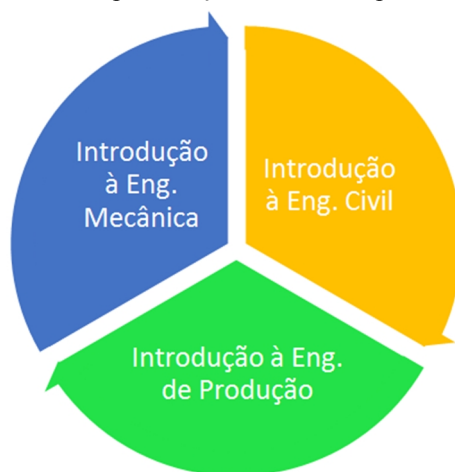 Introdução
à Eng.
Mecânica
Introdução
à Eng. Civil
Introdução à Eng.
de Produção